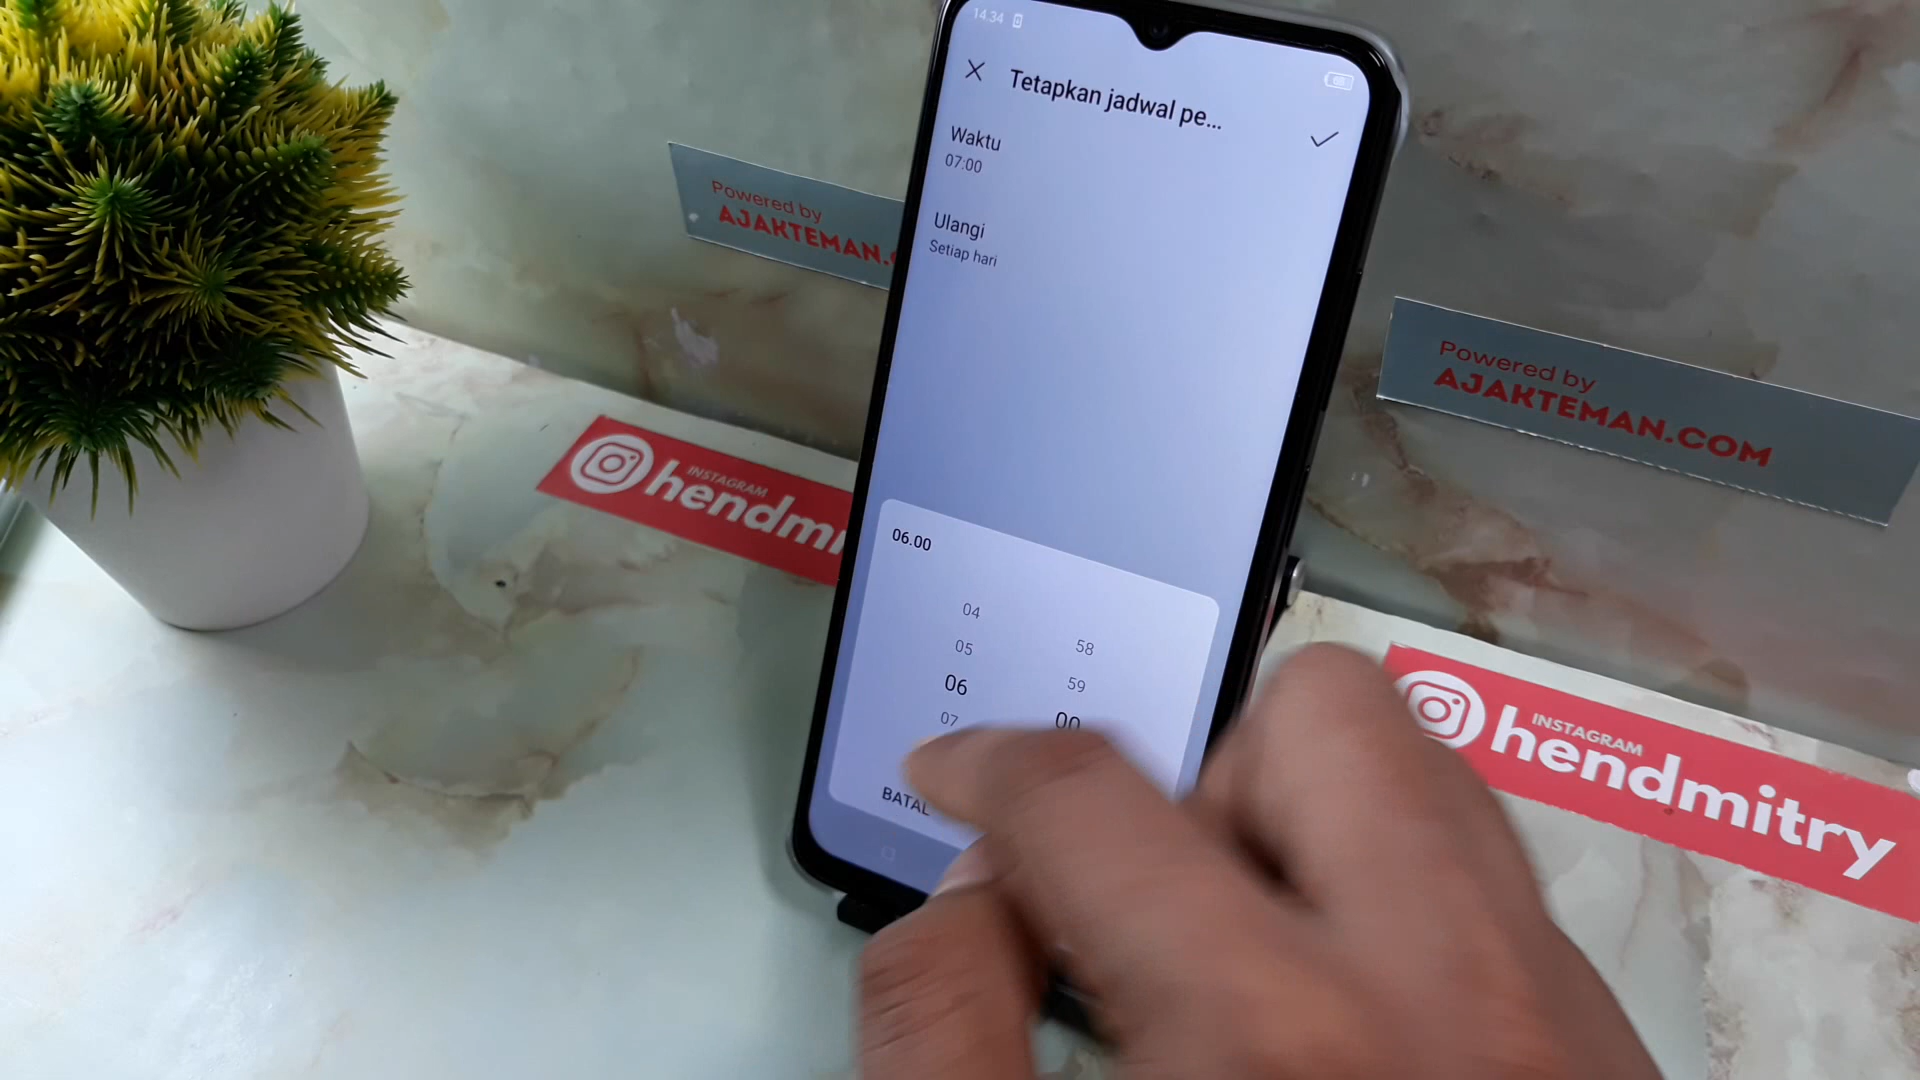 14.34
Tetapkan jadwal pe...
Waktu
07:00
Ulangi
Setiap hari
06.00
04
05
58
06
59
07
00
BATAL
Powered by
AJAKTEMAN.C
INSTAGRAM
hendmi
Powered by
AJAKTEMAN.COM
INSTAGRAM
hendmitry